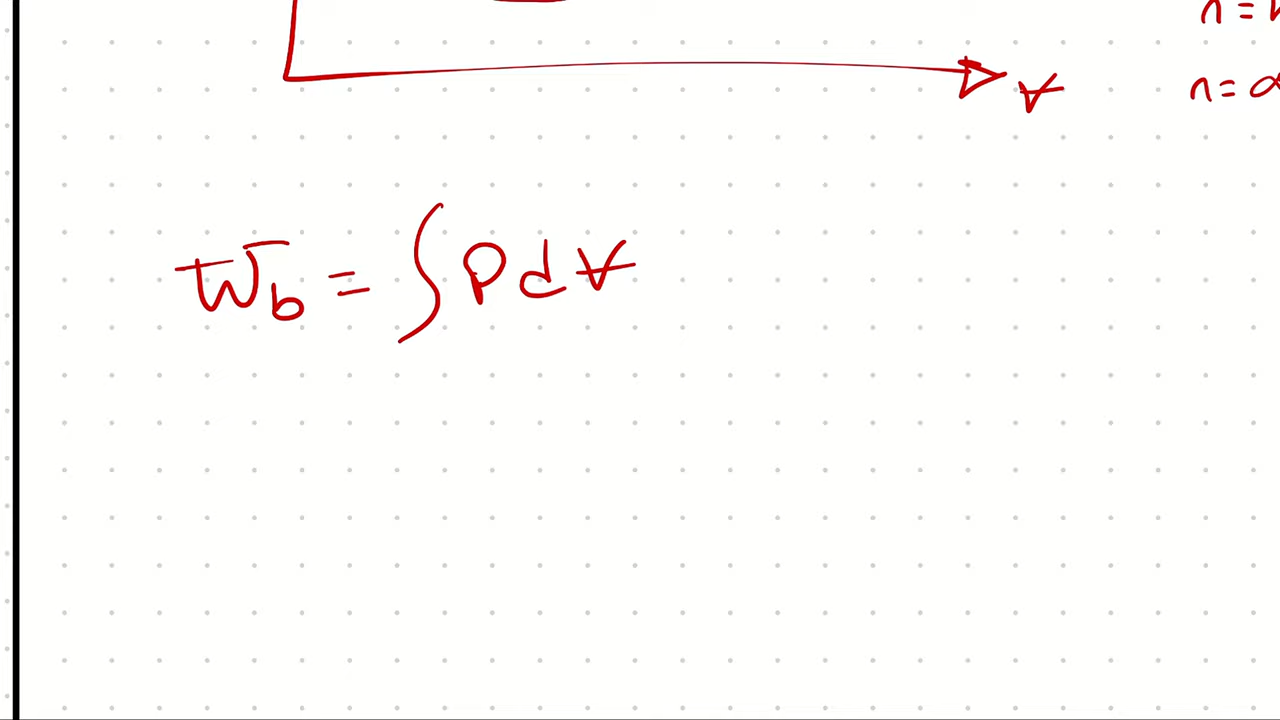 n =
V̶
n = ∝
W_b = ∫ P d V̶